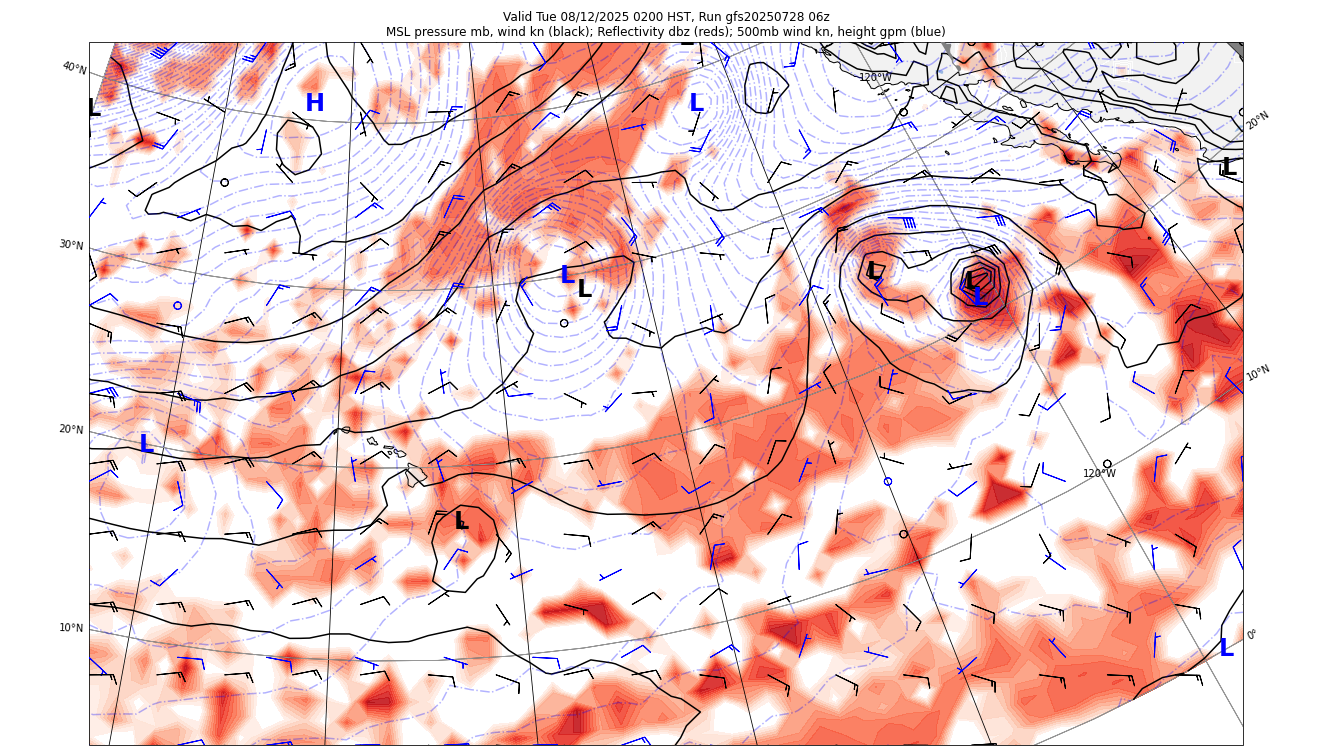 Valid Tue 08/12/2025 0200 HST, Run gfs20250728 06z
MSL pressure mb, wind kn (black); Reflectivity dbz (reds); 500mb wind kn, height gpm (blue)
40°N
120°W
20°N
H
L
L
L
30°N
L
L
L
L
L
10°N
20°N
L
120°W
L
10°N
0°
L